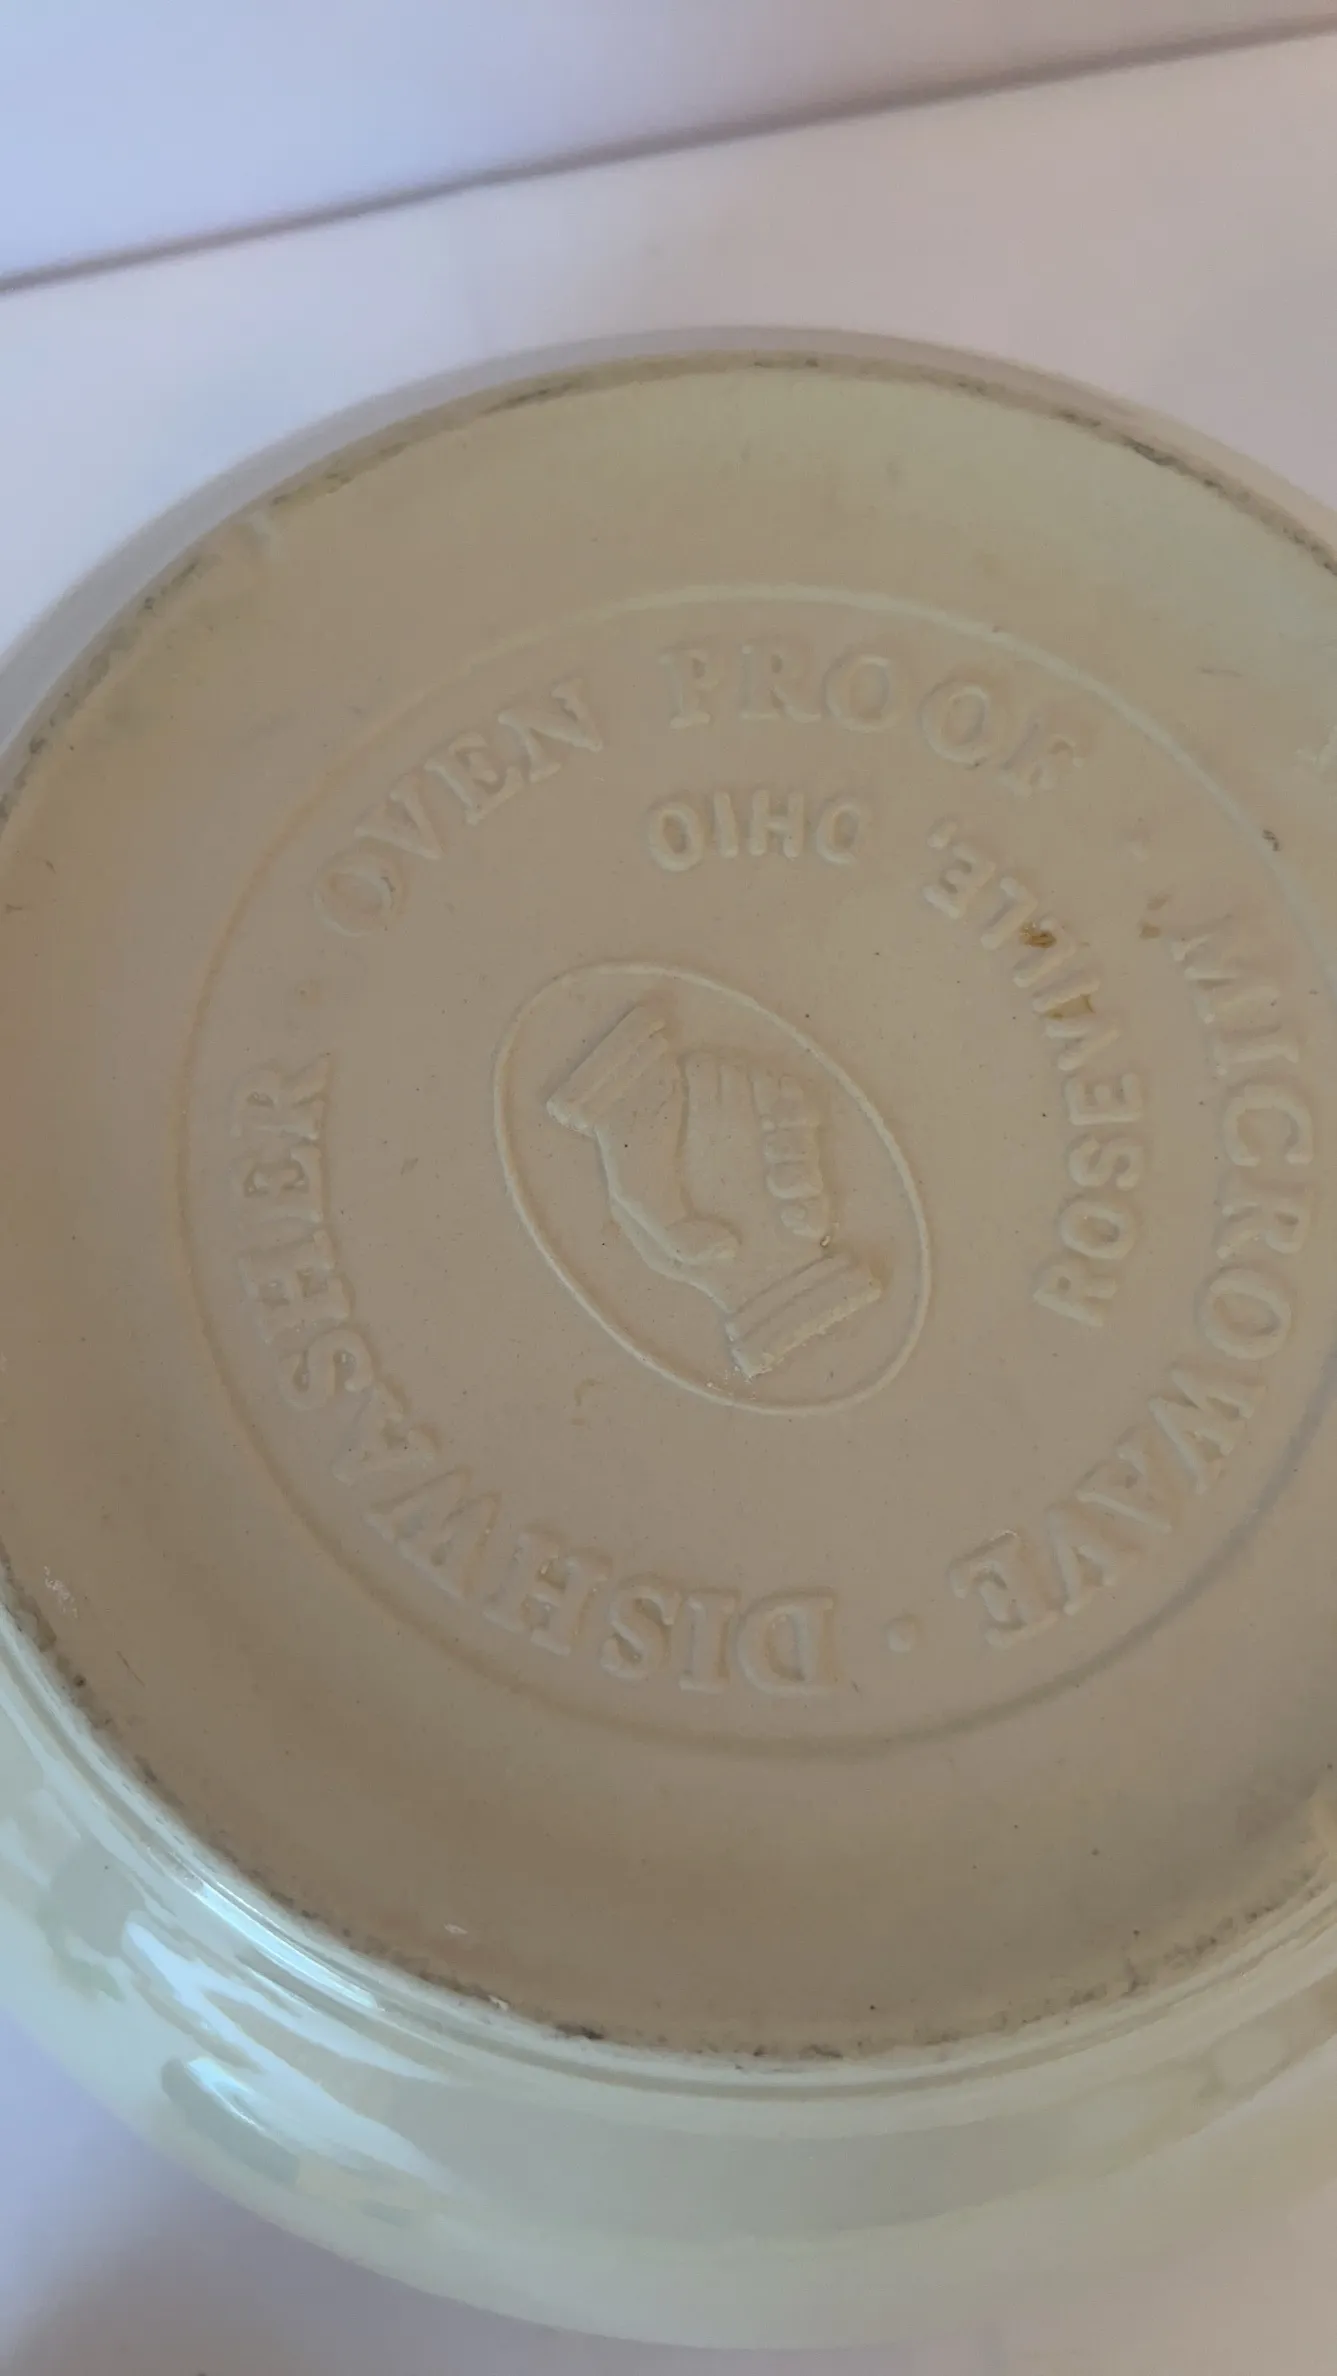 OVEN PROOF · MICROWAVE · DISHWASHER ·
ROSEVILLE, OHIO